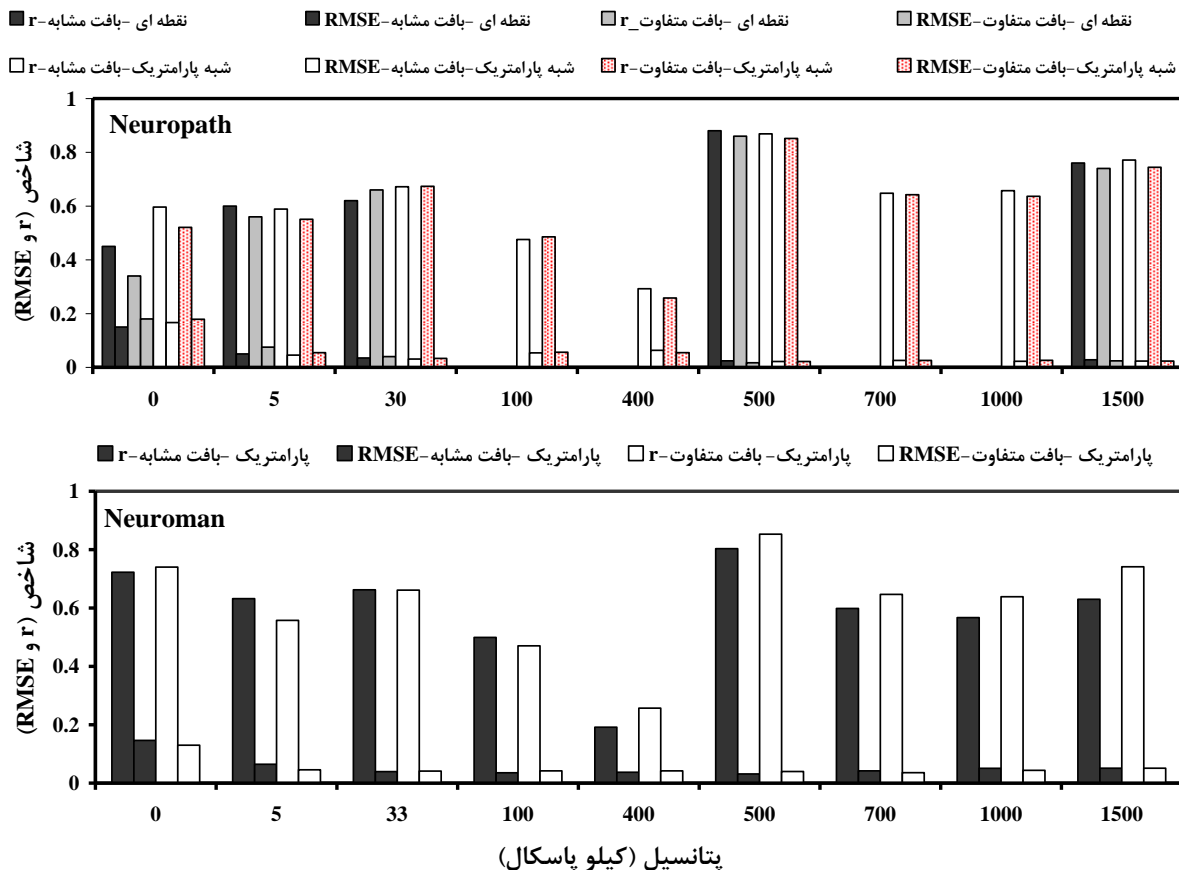 r-نقطه ای -بافت مشابه
RMSE-نقطه ای -بافت مشابه
r_نقطه ای -بافت متفاوت
RMSE-نقطه ای -بافت متفاوت
r-شبه پارامتریک-بافت مشابه
RMSE-شبه پارامتریک-بافت مشابه
r-شبه پارامتریک-بافت متفاوت
RMSE-شبه پارامتریک-بافت متفاوت
Neuropath
شاخص (r و RMSE)
1
0.8
0.6
0.4
0.2
0
0 5 30 100 400 500 700 1000 1500
r-پارامتریک -بافت مشابه
RMSE-پارامتریک -بافت مشابه
r-پارامتریک- بافت متفاوت
RMSE-پارامتریک -بافت متفاوت
Neuroman
شاخص (r و RMSE)
1
0.8
0.6
0.4
0.2
0
0 5 33 100 400 500 700 1000 1500
پتانسیل (کیلو پاسکال)